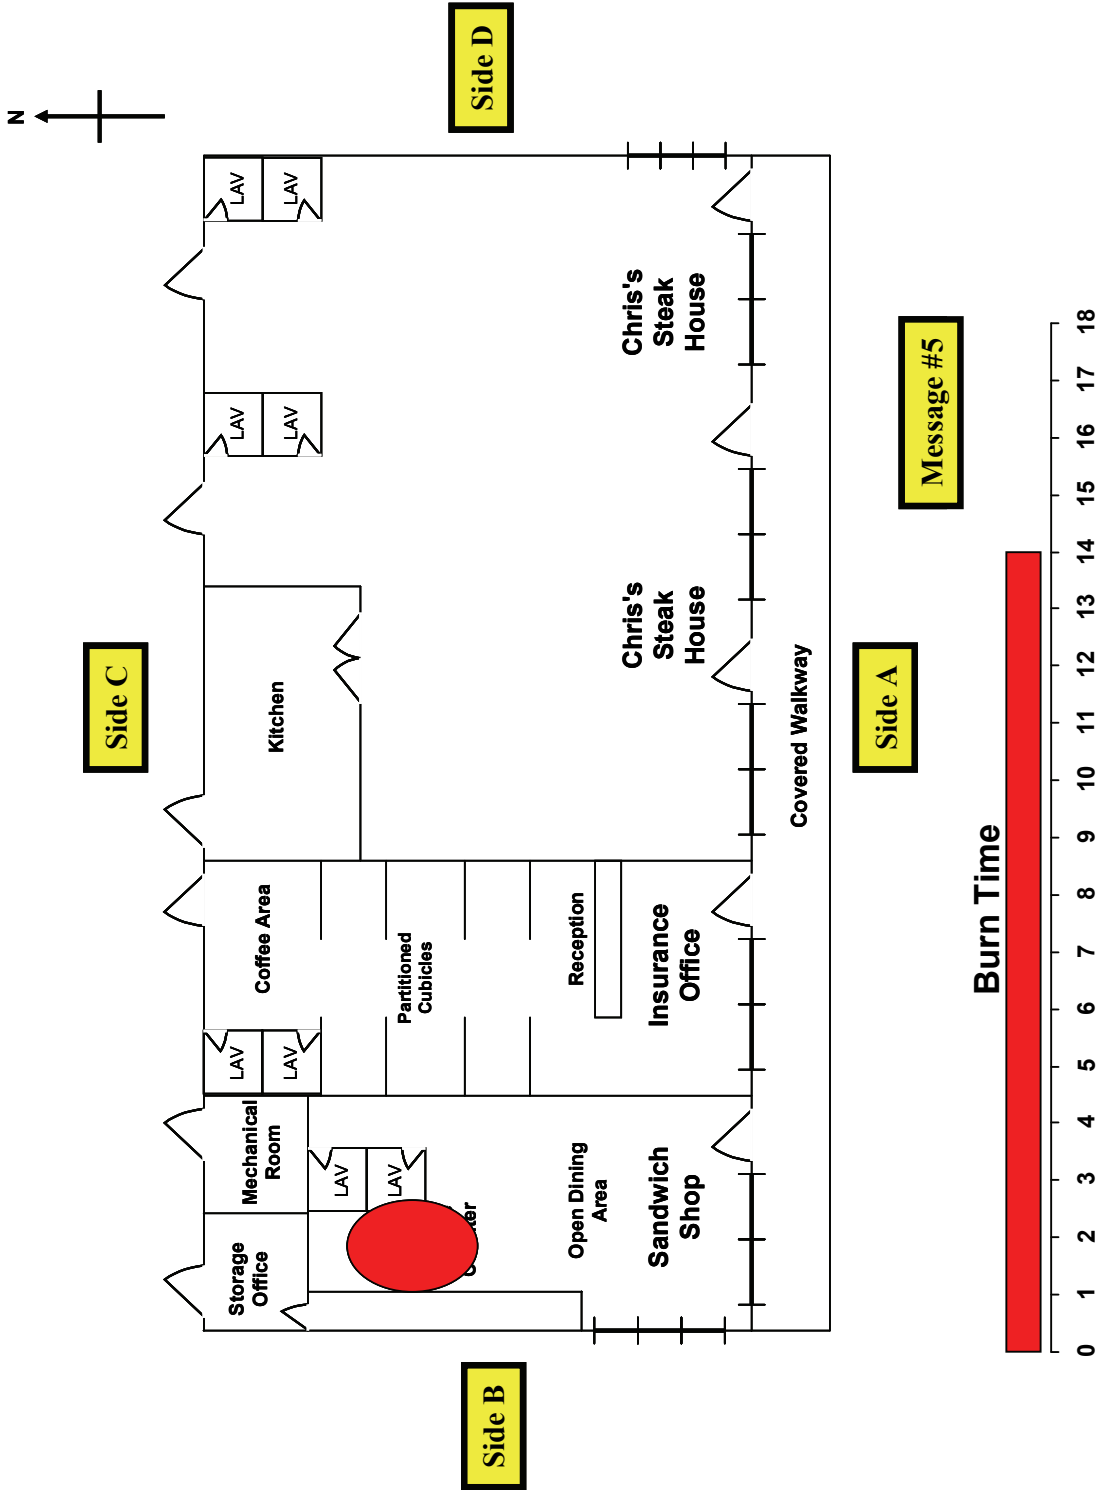 N
Side C
Side D
Side B
Side A
Message #5
Storage
Office
Mechanical
Room
LAV
LAV
LAV
LAV
Coffee Area
Partitioned
Cubicles
Reception
Insurance
Office
Open Dining
Area
Sandwich
Shop
Kitchen
LAV
LAV
LAV
LAV
Chris's
Steak
House
Chris's
Steak
House
Covered Walkway
Burn Time
0 1 2 3 4 5 6 7 8 9 10 11 12 13 14 15 16 17 18